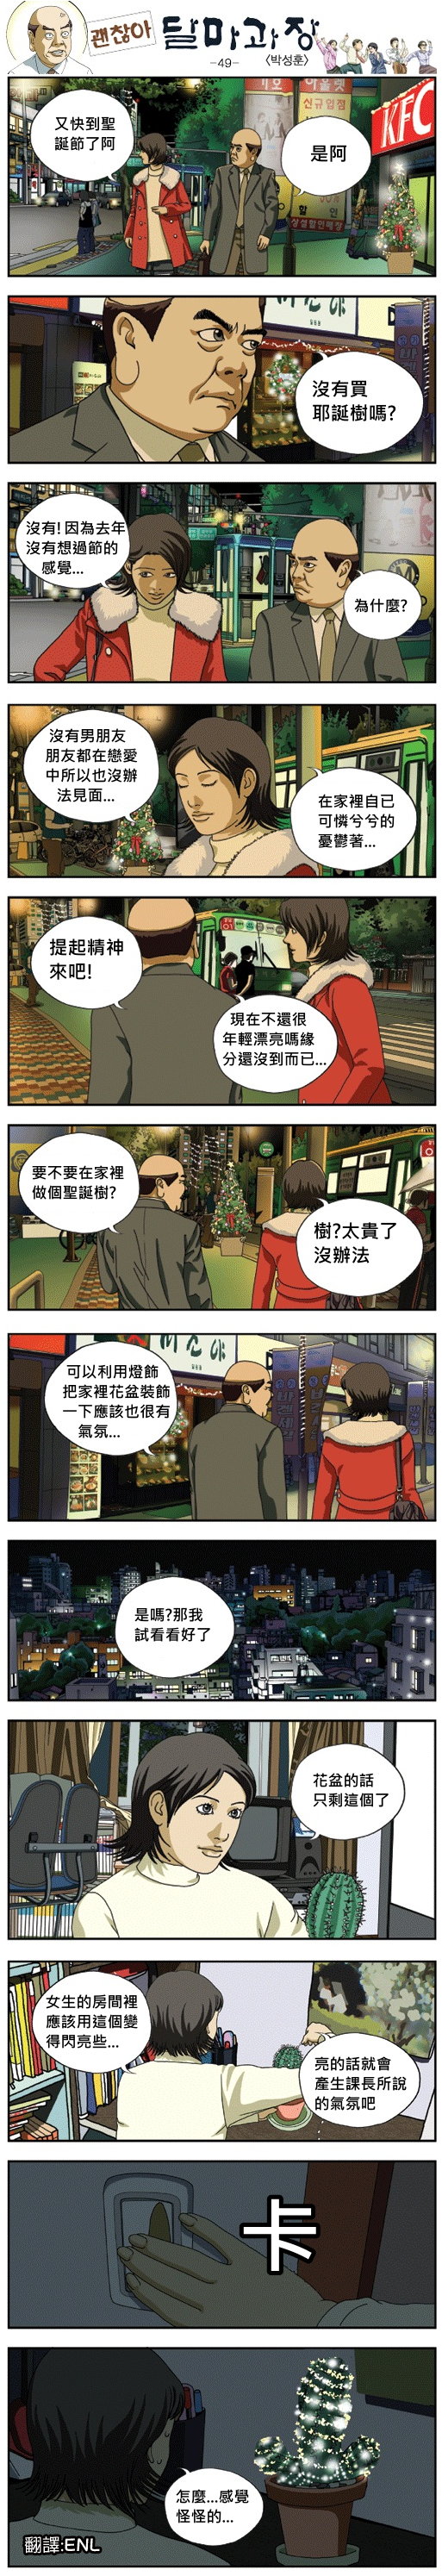 괜찮아
달마과장
-49-
<박성훈>
又快到聖
誕節了阿
是阿
신규입점
KFC
상설할인매장
沒有買
耶誕樹嗎?
沒有!因為去年
沒有想過節的
感覺...
為什麼?
沒有男朋友
朋友都在戀愛
中所以也沒辦
法見面...
在家裡自已
可憐兮兮的
憂鬱著...
提起精神
來吧!
現在不還很
年輕漂亮嗎緣
分還沒到而已...
要不要在家裡
做個聖誕樹?
樹?太貴了
沒辦法
可以利用燈飾
把家裡花盆裝飾
一下應該也很有
氣氛...
是嗎?那我
試看看好了
花盆的話
只剩這個了
女生的房間裡
應該用這個變
得閃亮些...
亮的話就會
產生課長所說
的氣氛吧
卡
怎麼...感覺
怪怪的...
翻譯:ENL